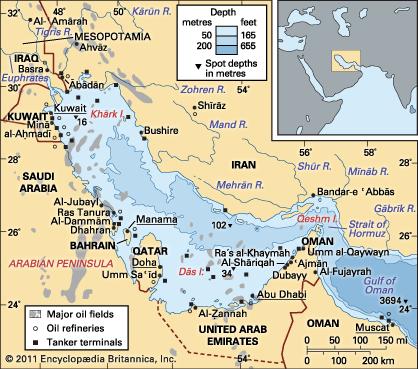 48°
50°
Kārūn R.
Al-ʿAmārah
Tigris R.
MESOPOTAMIA
Ahvāz
IRAQ
Basra
Euphrates
Ābādān
30°
KUWAIT
Kuwait
16
Mīnāʾ
al-Aḥmadī
Khārk I.
Bushire
28°
Depth
metres
feet
50
165
200
655
Spot depths
in metres
Zohreh R.
54°
Shīrāz
Mand R.
IRAN
56°
58°
Shūr R.
Mīnāb R.
Mehrān R.
Bandar-e ʿAbbās
Gābrīk R.
Qeshm I.
Strait of
Hormuz
SAUDI
ARABIA
Al-Jubayl
Ras Tanura
Al-Dammām
Dhahran
Manama
102
BAHRAIN
26°
ARABIAN PENINSULA
QATAR
Doha
Umm Saʿīd
Dās I.
34
OMAN
Raʾs al-Khaymah
Umm al-Qaywayn
Al-Shāriqah
ʿAjman
Dubayy
Al-Fujayrah
Gulf of
Oman
3694
24°
24°
Abu Dhabi
Al-Zannah
UNITED ARAB
EMIRATES
OMAN
Muscat
54°
Major oil fields
Oil refineries
Tanker terminals
0 50 100 mi
0 100 150 km
© 2011 Encyclopædia Britannica, Inc.